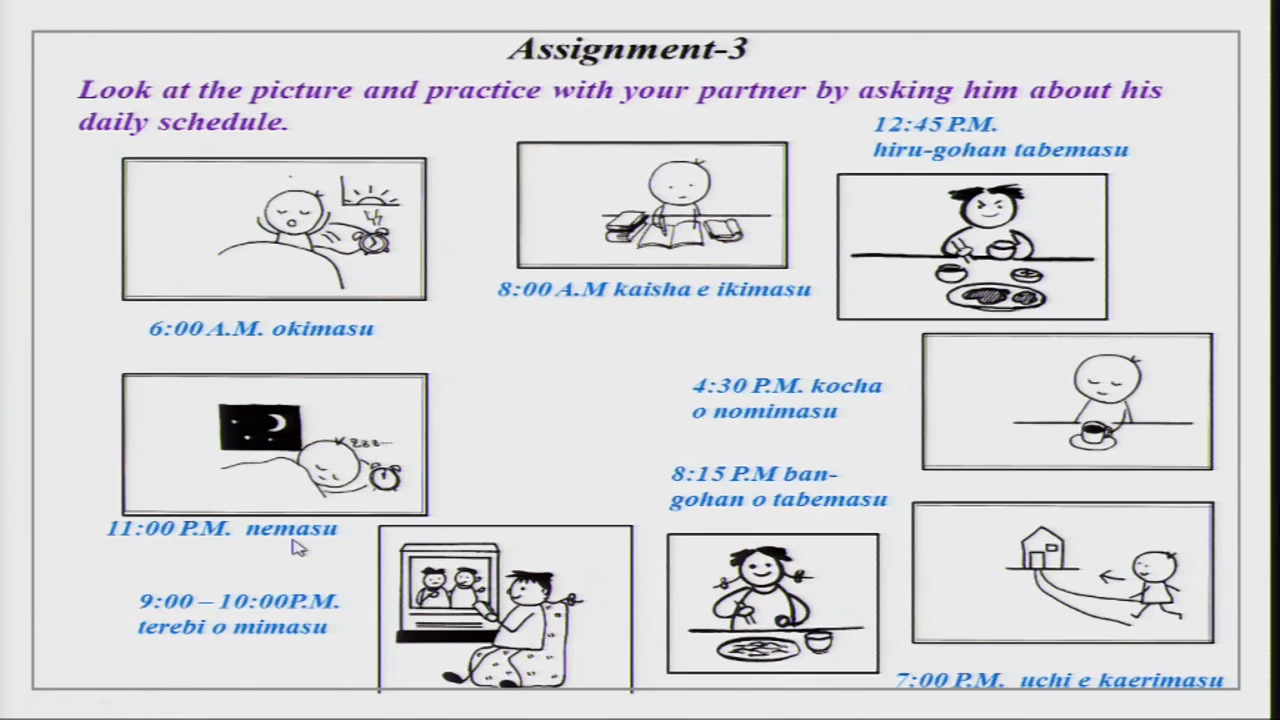 Assignment-3
Look at the picture and practice with your partner by asking him about his
daily schedule.
12:45 P.M.
hiru-gohan tabemasu
8:00 A.M kaisha e ikimasu
6:00 A.M. okimasu
4:30 P.M. kocha
o nomimasu
zzz...
8:15 P.M ban-
gohan o tabemasu
11:00 P.M. nemasu
9:00 – 10:00P.M.
terebi o mimasu
7:00 P.M. uchi e kaerimasu